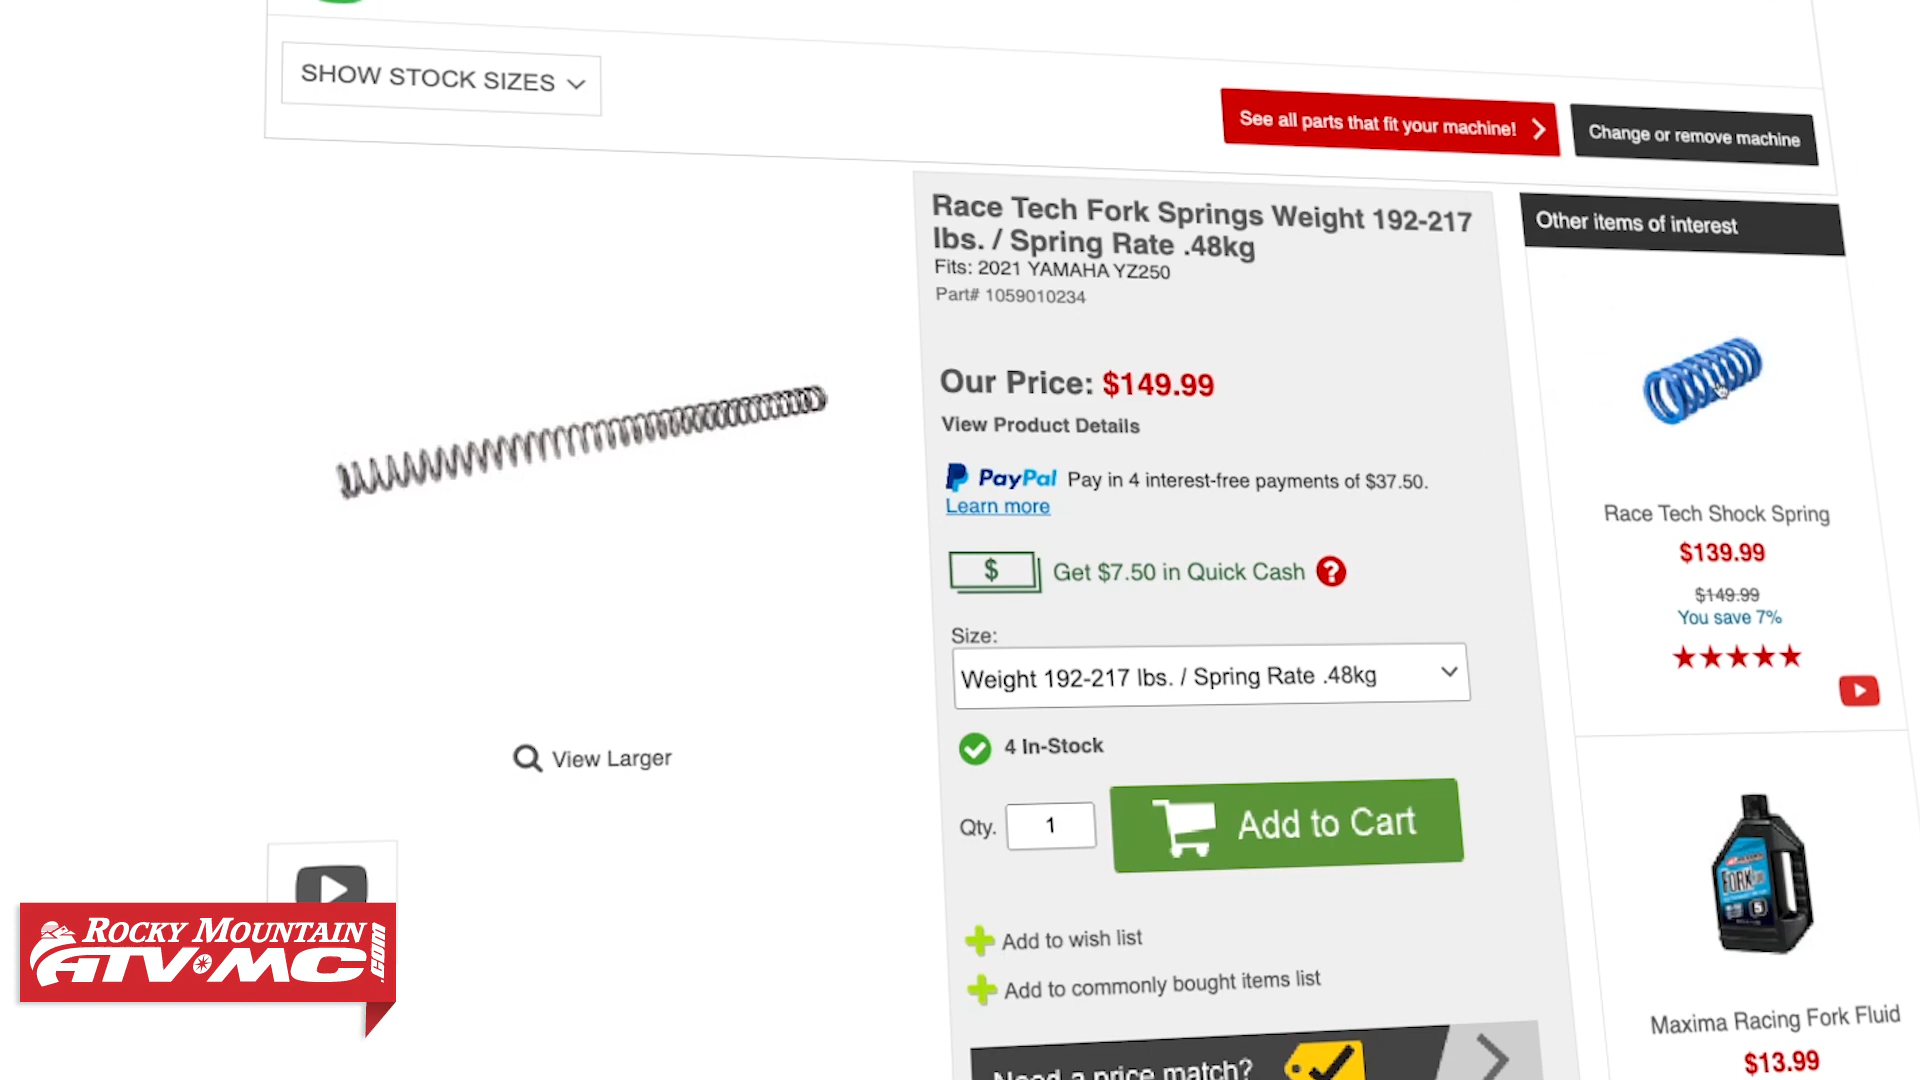 SHOW STOCK SIZES
See all parts that fit your machine!
Change or remove machine
Race Tech Fork Springs Weight 192-217
lbs. / Spring Rate .48kg
Fits: 2021 YAMAHA YZ250
Part# 1059010234
Our Price: $149.99
View Product Details
PayPal Pay in 4 interest-free payments of $37.50.
Learn more
$ Get $7.50 in Quick Cash ?
Size:
Weight 192-217 lbs. / Spring Rate .48kg
4 In-Stock
Qty. 1 Add to Cart
Add to wish list
Add to commonly bought items list
Need a price match?
View Larger
Other items of interest
Race Tech Shock Spring
$139.99
$149.99
You save 7%
FORK
5
Maxima Racing Fork Fluid
$13.99
ROCKY MOUNTAIN
ATV MC .COM